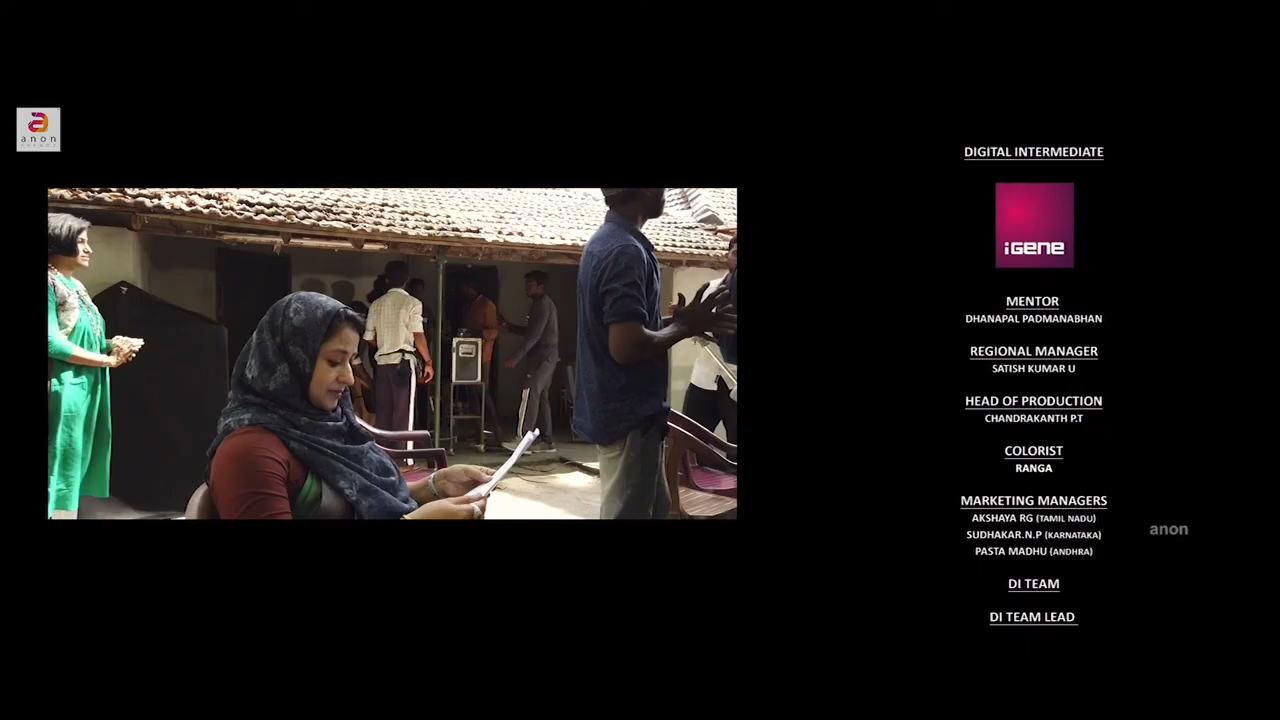 anon
DIGITAL INTERMEDIATE
iGENE
MENTOR
DHANAPAL PADMANABHAN
REGIONAL MANAGER
SATISH KUMAR U
HEAD OF PRODUCTION
CHANDRAKANTH P.T
COLORIST
RANGA
MARKETING MANAGERS
AKSHAYA RG (TAMIL NADU)
SUDHAKAR.N.P (KARNATAKA)
PASTA MADHU (ANDHRA)
anon
DI TEAM
DI TEAM LEAD